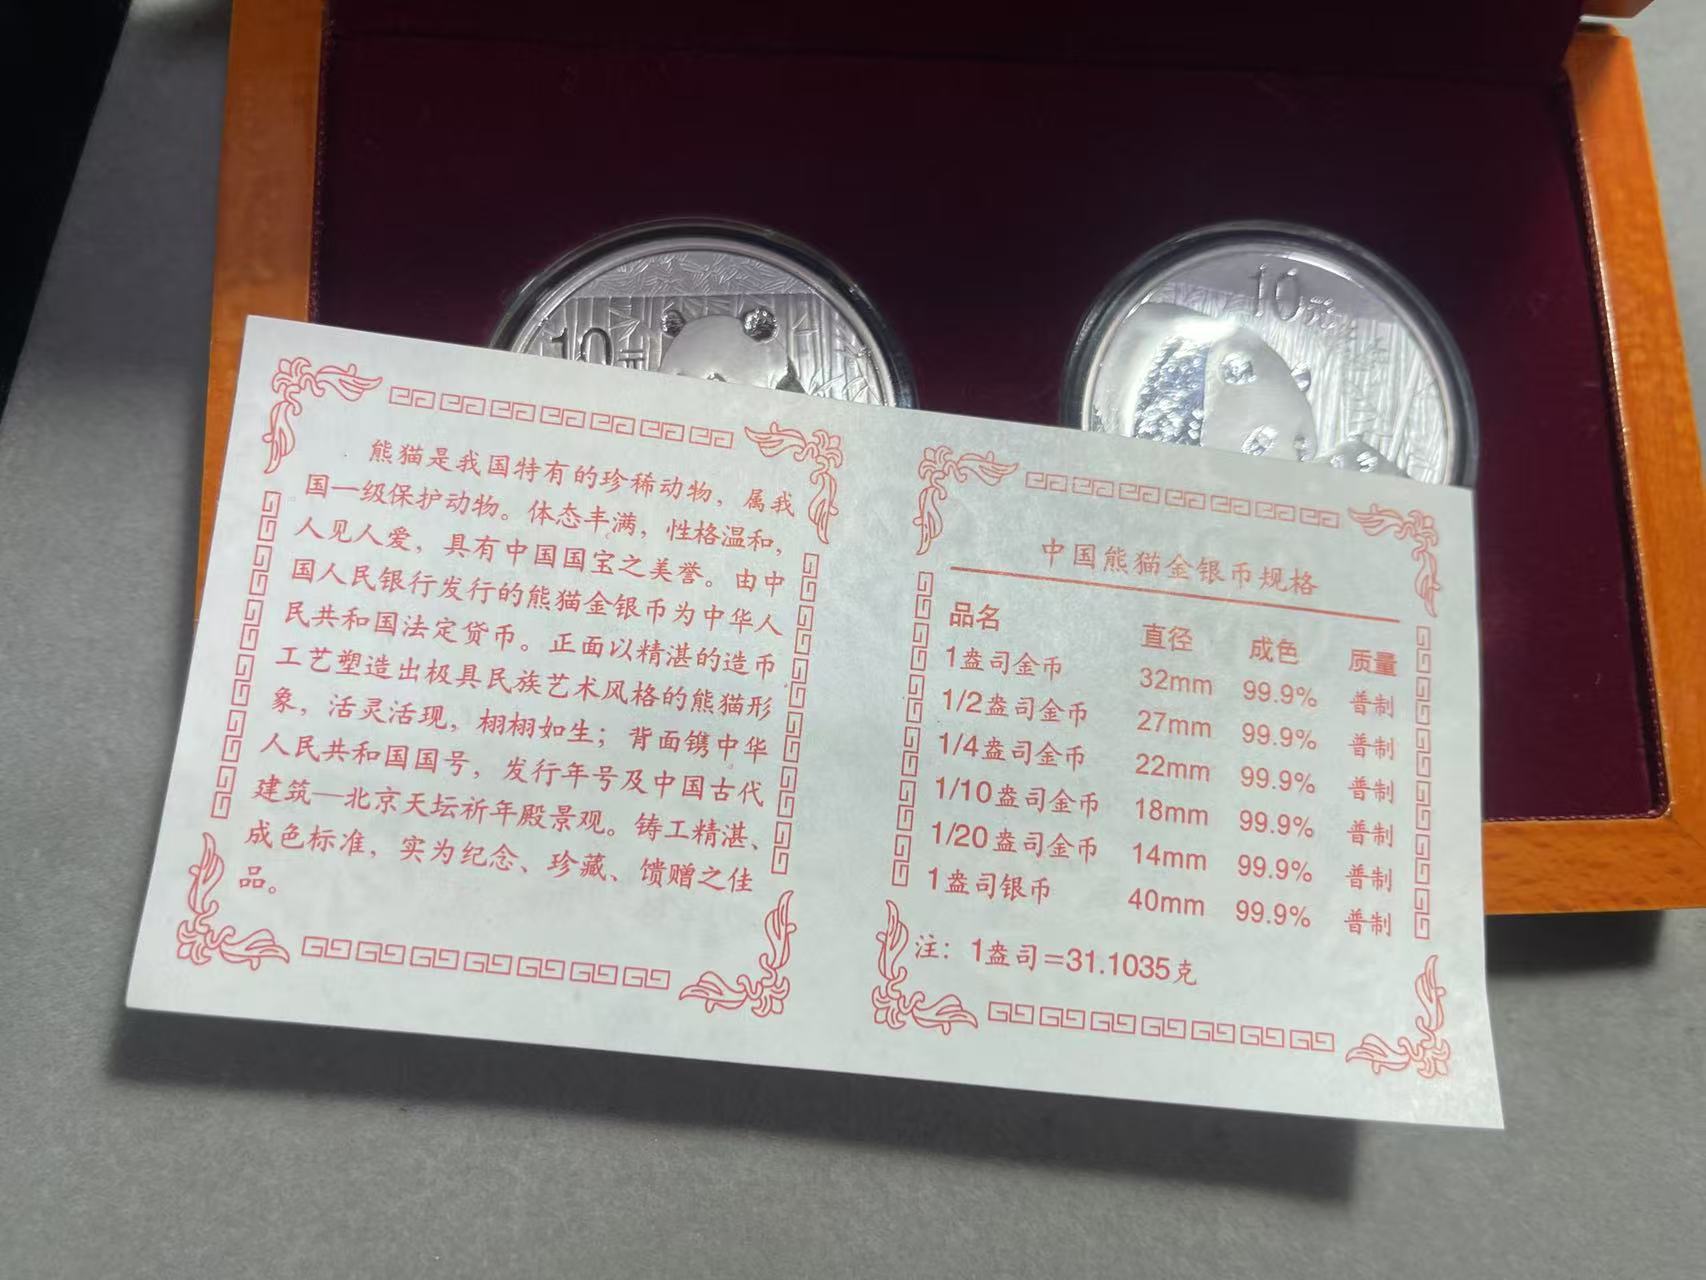 10元
10元
熊猫是我国特有的珍稀动物，属我
国一级保护动物。体态丰满，性格温和，
人见人爱，具有中国国宝之美誉。由中
国人民银行发行的熊猫金银币为中华人
民共和国法定货币。正面以精湛的造币
工艺塑造出极具民族艺术风格的熊猫形
象，活灵活现，栩栩如生；背面镌中华
人民共和国国号，发行年号及中国古代
建筑—北京天坛祈年殿景观。铸工精湛、
成色标准，实为纪念、珍藏、馈赠之佳
品。
中国熊猫金银币规格
品名 直径 成色 质量
1盎司金币 32mm 99.9% 普制
1/2盎司金币 27mm 99.9% 普制
1/4盎司金币 22mm 99.9% 普制
1/10盎司金币 18mm 99.9% 普制
1/20盎司金币 14mm 99.9% 普制
1盎司银币 40mm 99.9% 普制
注：1盎司=31.1035克